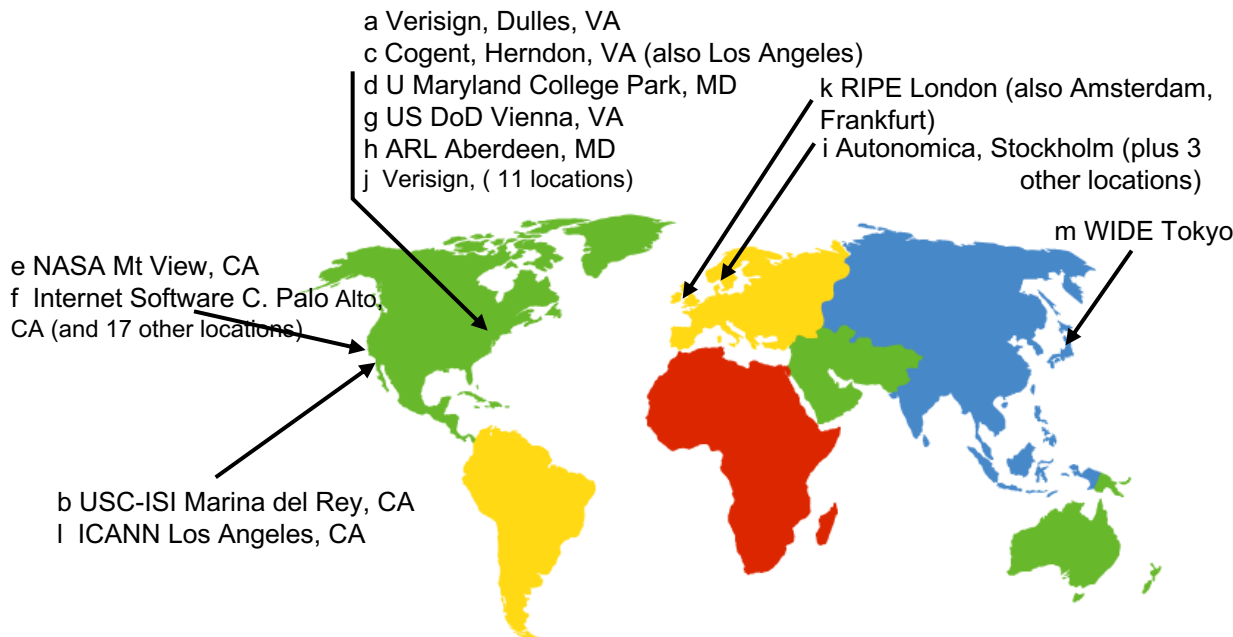 a Verisign, Dulles, VA
c Cogent, Herndon, VA (also Los Angeles)
d U Maryland College Park, MD
g US DoD Vienna, VA
h ARL Aberdeen, MD
j Verisign, ( 11 locations)
k RIPE London (also Amsterdam,
Frankfurt)
i Autonomica, Stockholm (plus 3
other locations)
m WIDE Tokyo
e NASA Mt View, CA
f Internet Software C. Palo Alto,
CA (and 17 other locations)
b USC-ISI Marina del Rey, CA
l ICANN Los Angeles, CA